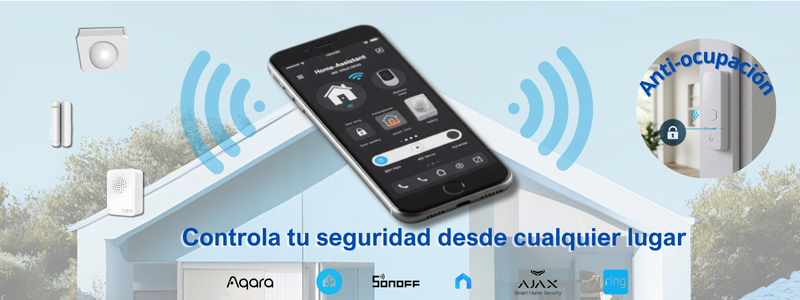 Home-Assistant
Anti-ocupación
Controla tu seguridad desde cualquier lugar
Aqara
SONOFF
AJAX
Smart Home Security
ring